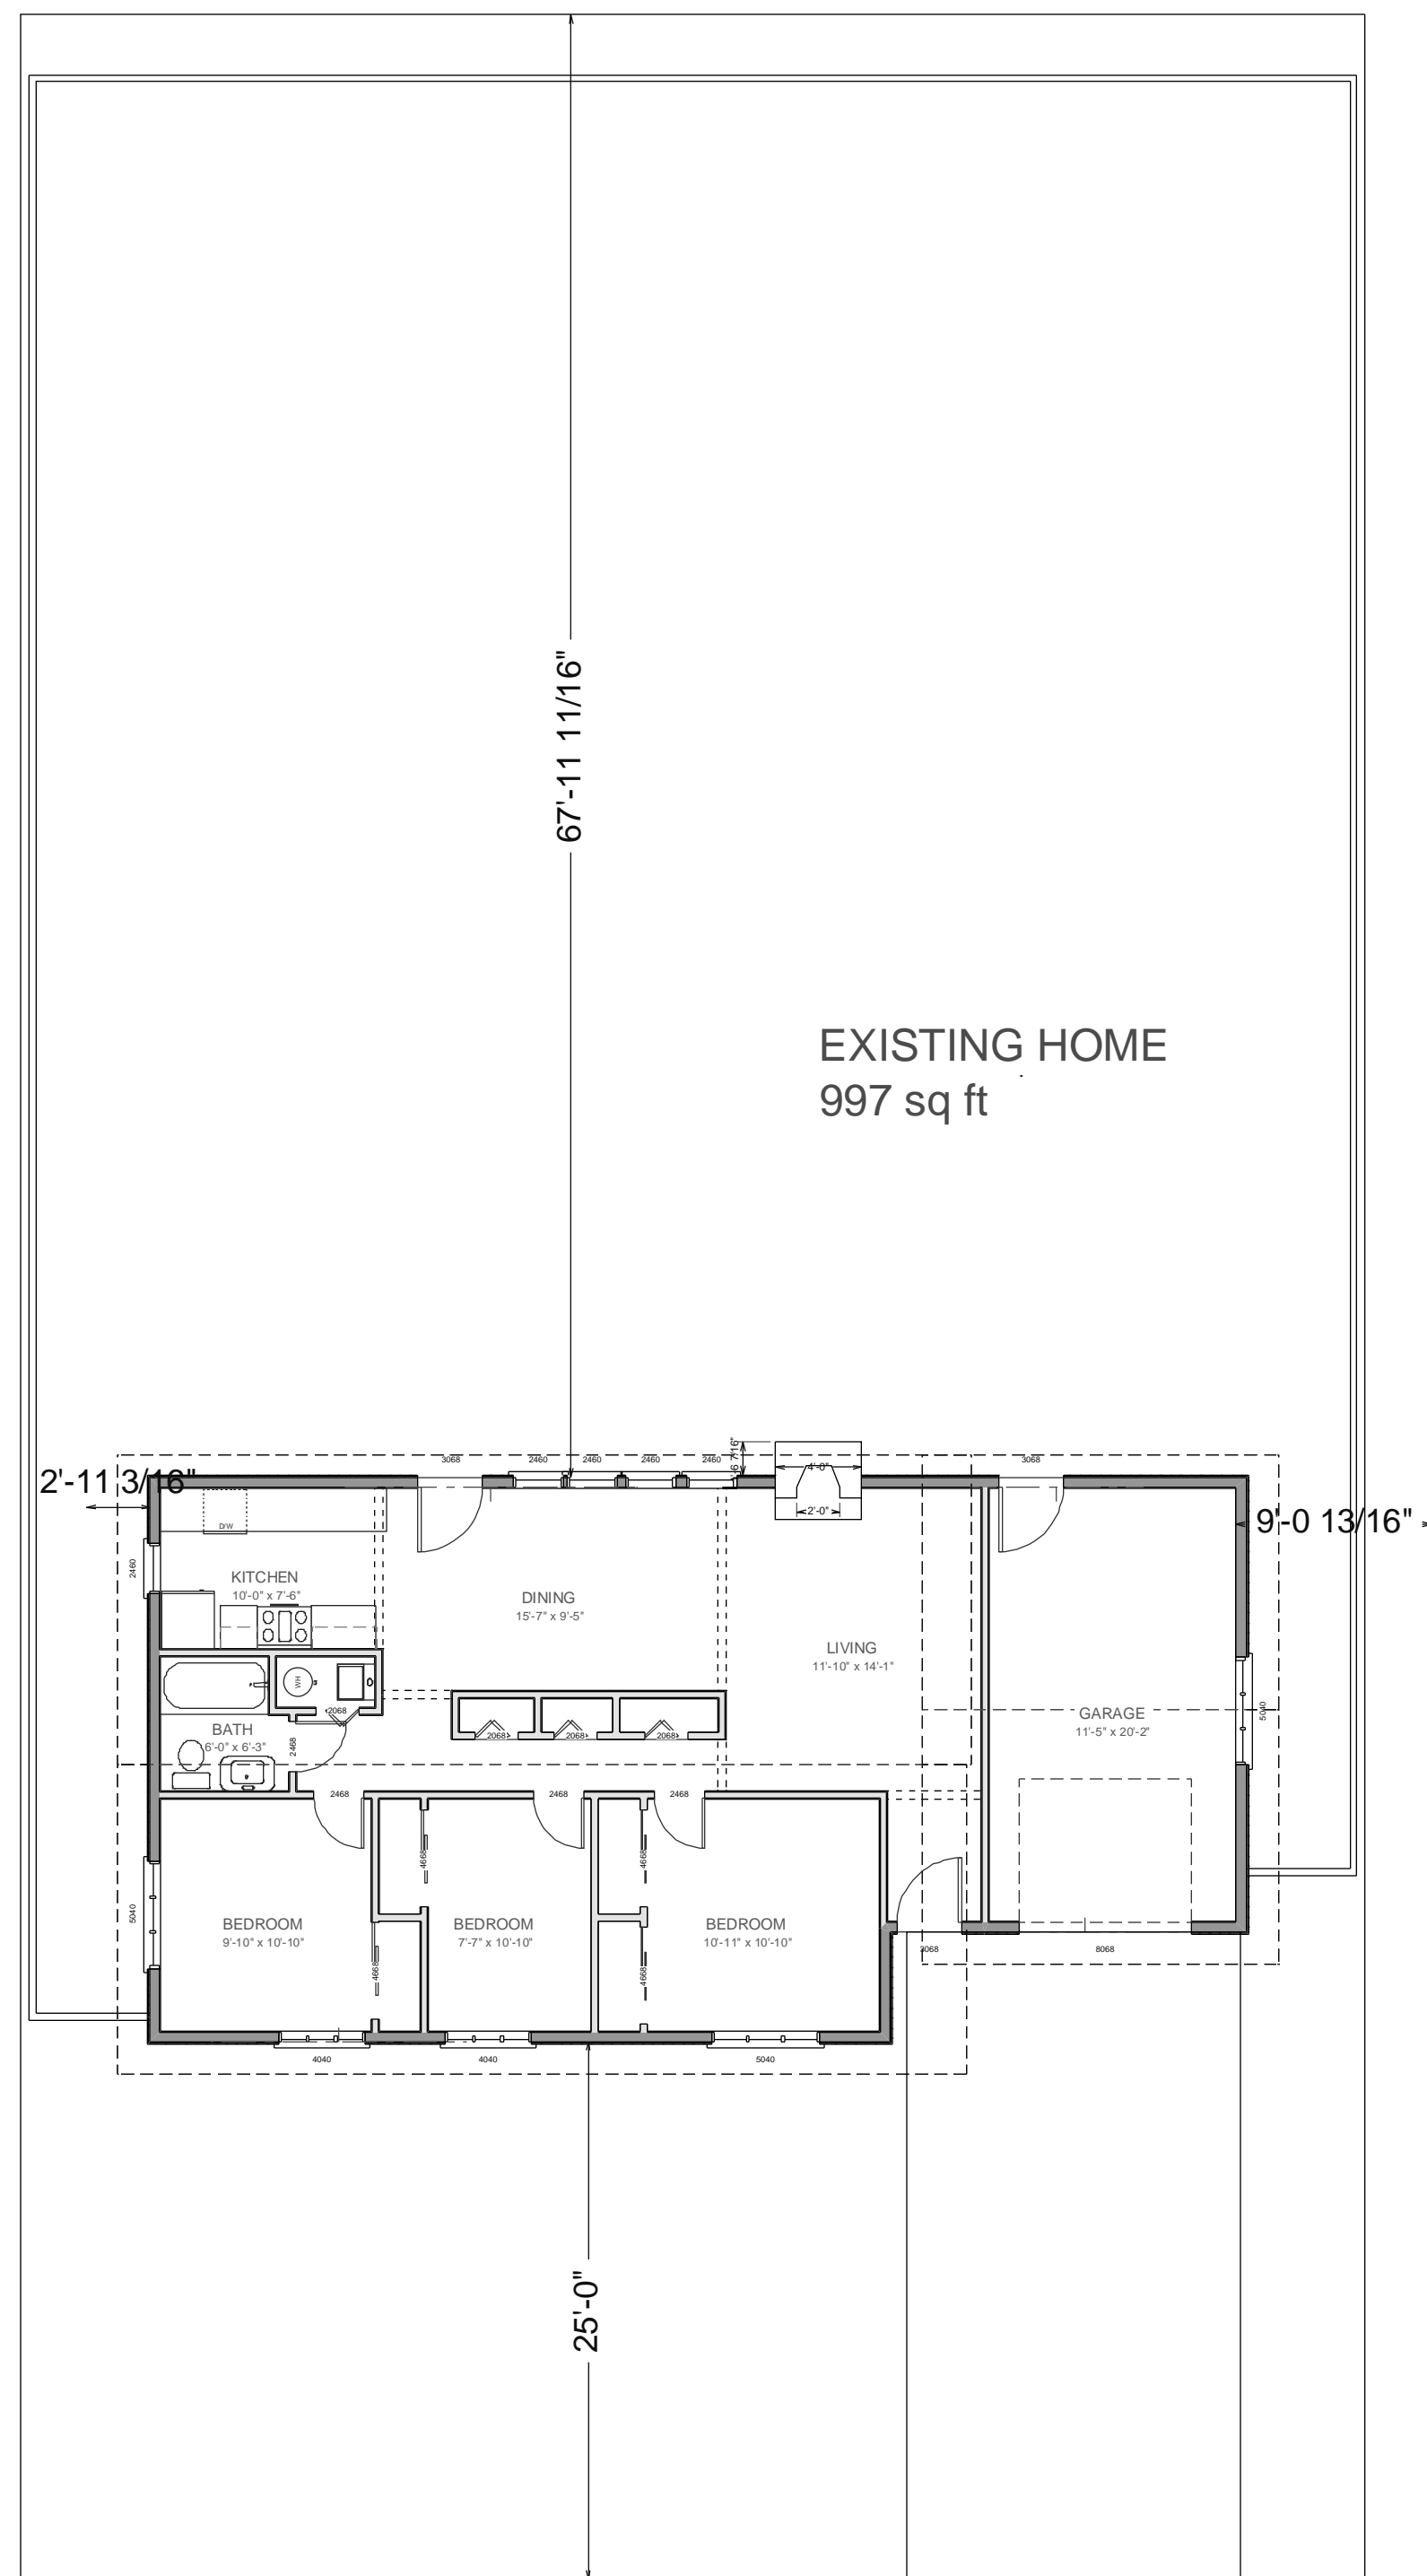 67'-11 11/16"
EXISTING HOME
997 sq ft
3068
2460
2460
2460
2460
4'-0"
3068
2'-11 3/16"
2'-0"
9'-0 13/16"
D/W
2460
KITCHEN
10'-0" x 7'-6"
DINING
15'-7" x 9'-5"
LIVING
11'-10" x 14'-1"
WH
2068
BATH
6'-0" x 6'-3"
2468
2068
2068
2068
GARAGE
11'-5" x 20'-2"
5040
2468
2468
2468
4668
4668
5040
BEDROOM
9'-10" x 10'-10"
BEDROOM
7'-7" x 10'-10"
BEDROOM
10'-11" x 10'-10"
4668
4668
3068
8068
4040
4040
5040
25'-0"